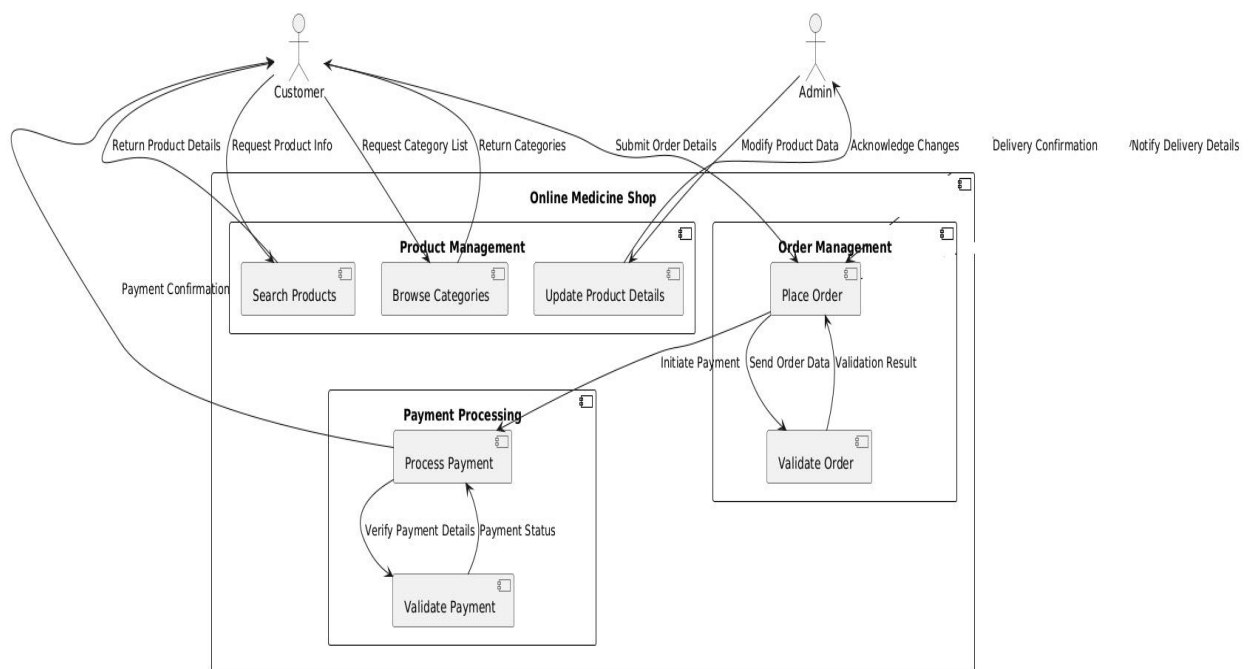 Customer
Admin
Return Product Details
Request Product Info
Request Category List
Return Categories
Submit Order Details
Modify Product Data
Acknowledge Changes
Delivery Confirmation
Notify Delivery Details
Online Medicine Shop
Product Management
Order Management
Payment Confirmation
Search Products
Browse Categories
Update Product Details
Place Order
Initiate Payment
Send Order Data
Validation Result
Payment Processing
Process Payment
Validate Order
Verify Payment Details
Payment Status
Validate Payment